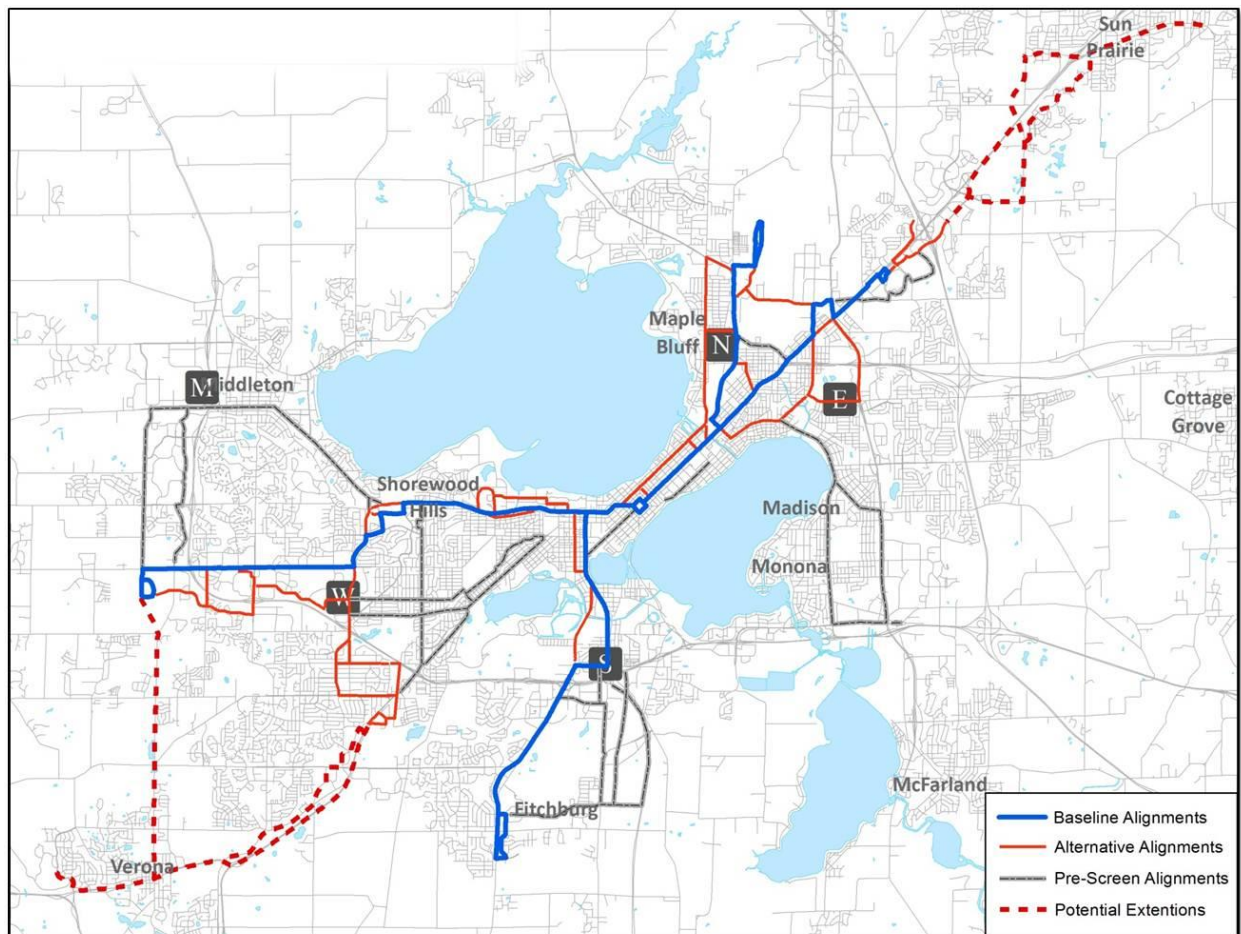 Sun
Prairie
Maple
Bluff
N
M
iddleton
E
Cottage
Grove
Shorewood
Hills
Madison
Monona
W
S
McFarland
Fitchburg
Verona
Baseline Alignments
Alternative Alignments
Pre-Screen Alignments
Potential Extentions